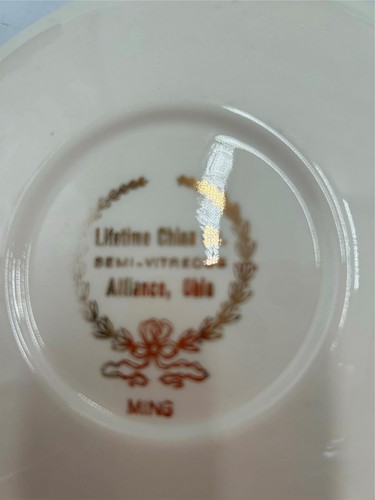 Lifetime China
SEMI-VITREOUS
Alliance, Ohio
MING